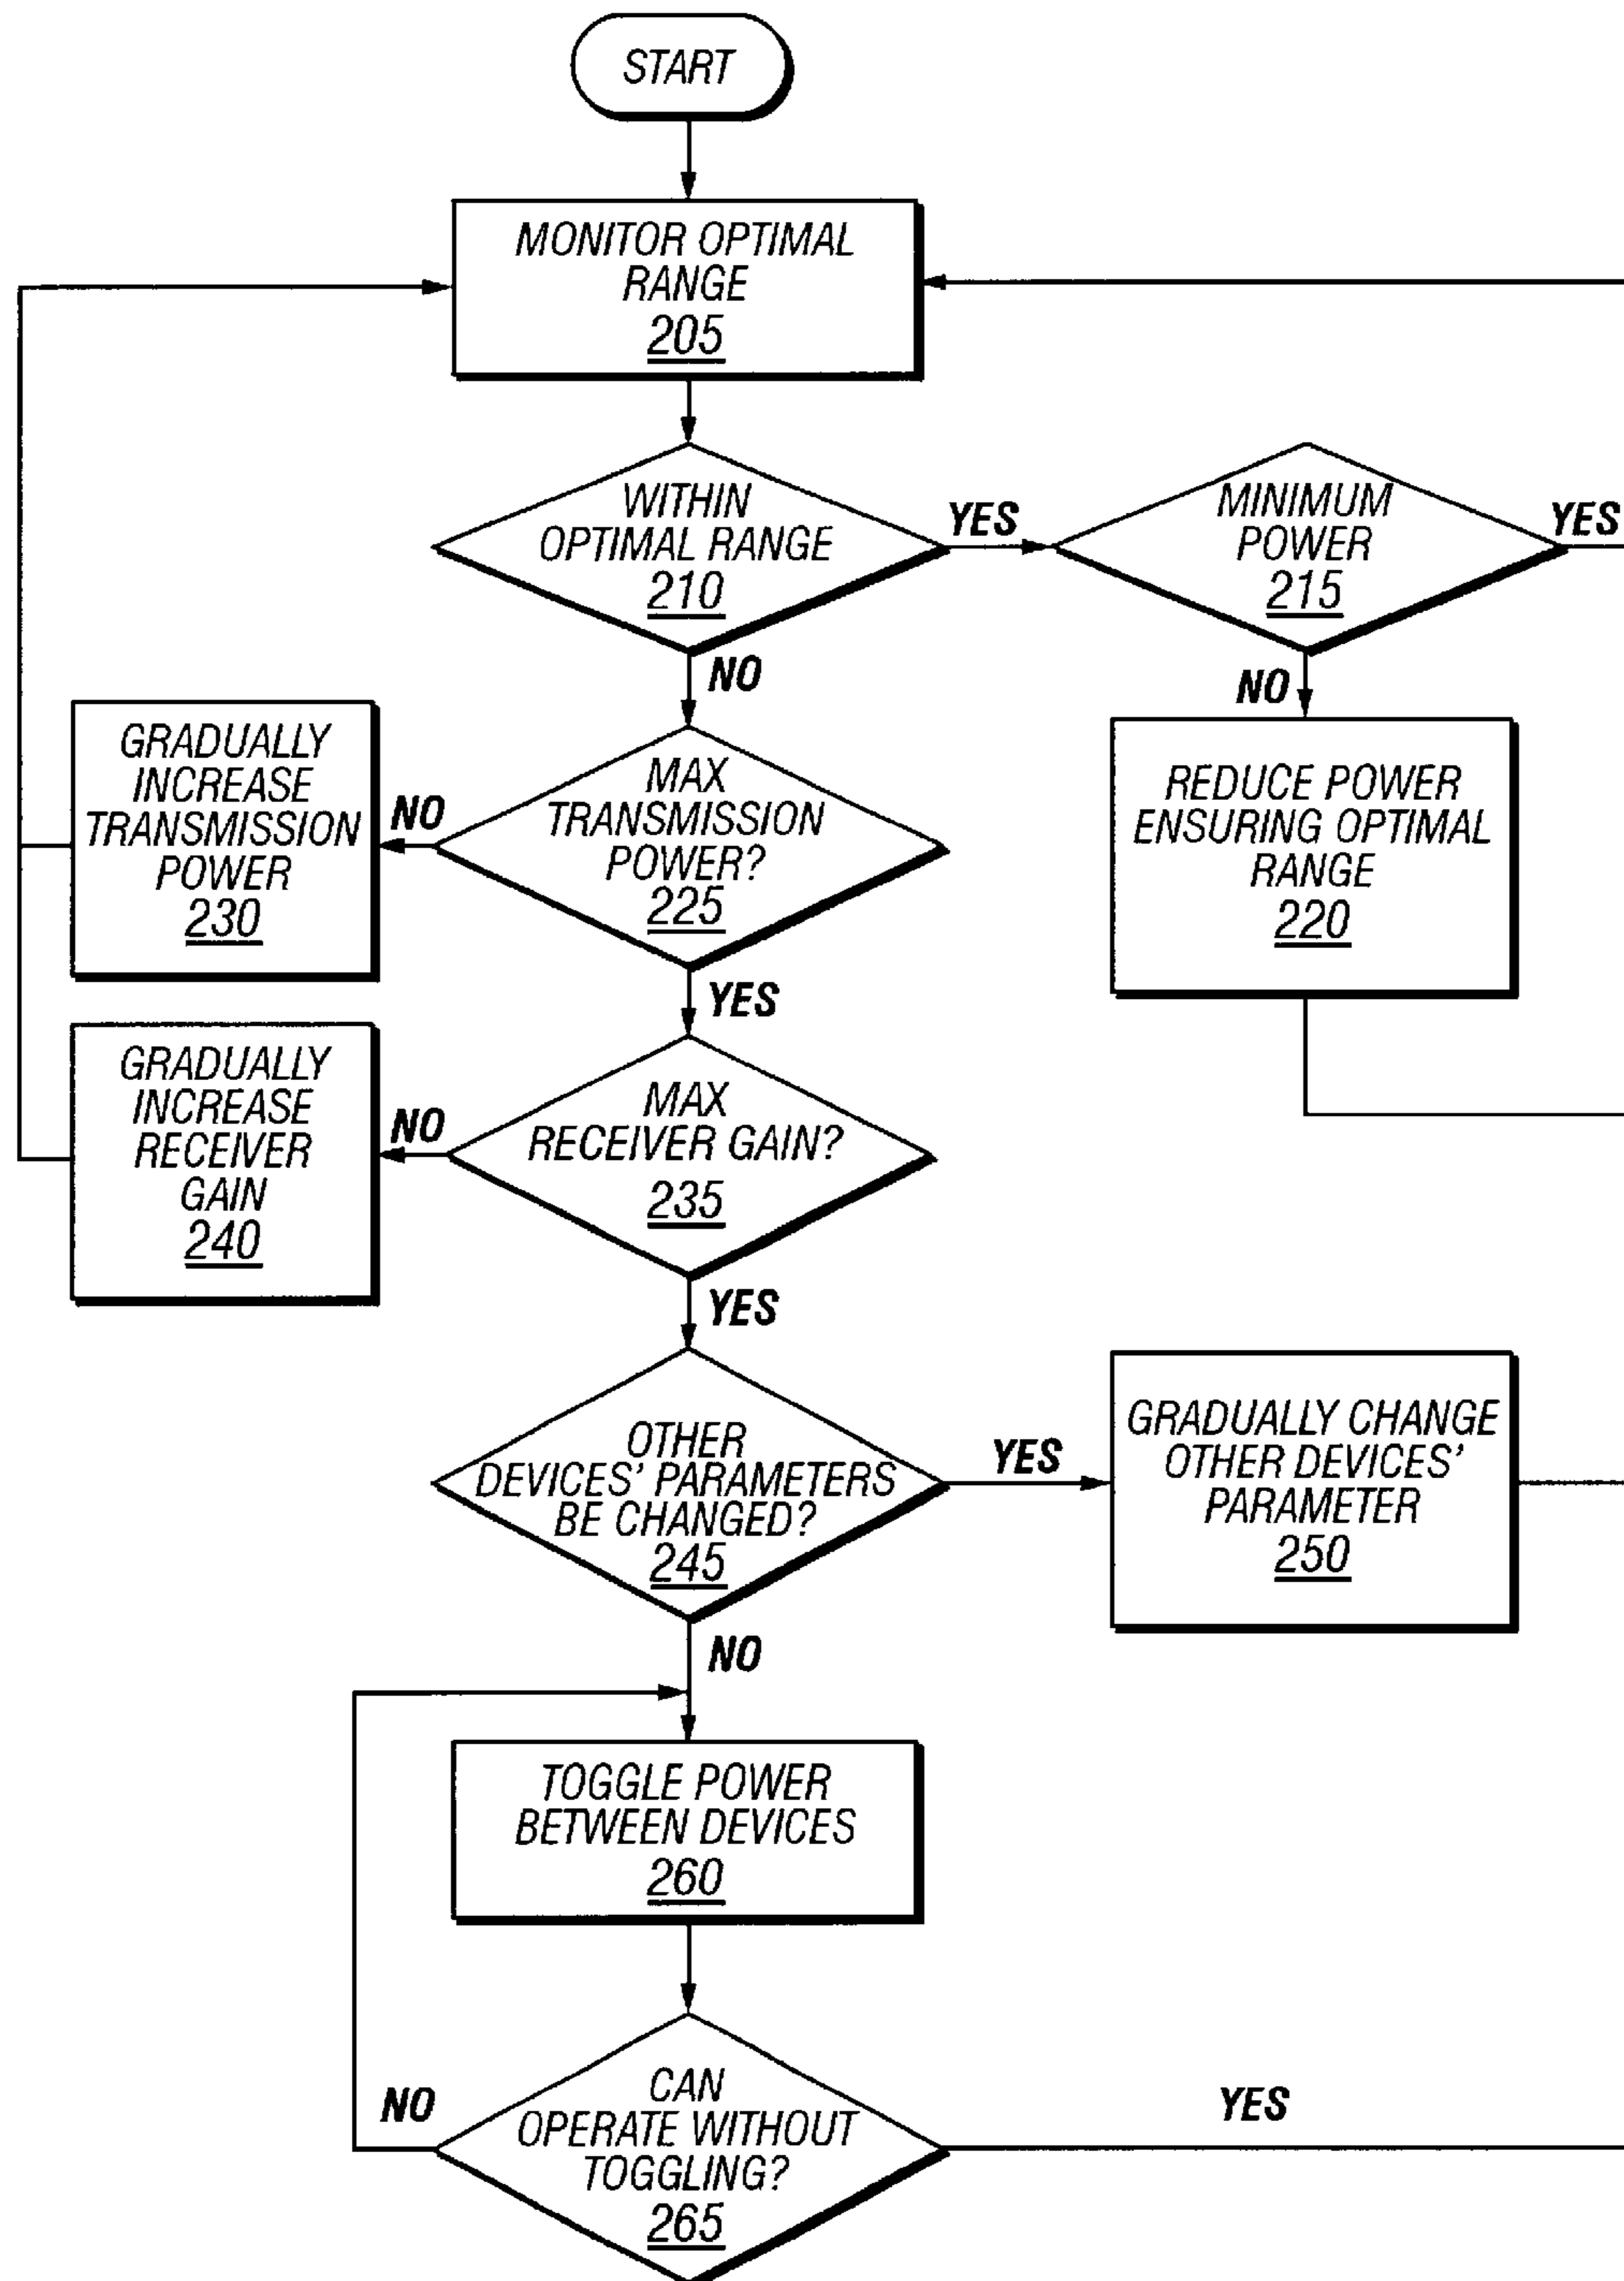 START
MONITOR OPTIMAL
RANGE
205
WITHIN
OPTIMAL RANGE
210
YES
MINIMUM
POWER
215
YES
NO
NO
GRADUALLY
INCREASE
TRANSMISSION
POWER
230
NO
MAX
TRANSMISSION
POWER?
225
REDUCE POWER
ENSURING OPTIMAL
RANGE
220
YES
GRADUALLY
INCREASE
RECEIVER
GAIN
240
NO
MAX
RECEIVER GAIN?
235
YES
OTHER
DEVICES' PARAMETERS
BE CHANGED?
245
YES
GRADUALLY CHANGE
OTHER DEVICES'
PARAMETER
250
NO
TOGGLE POWER
BETWEEN DEVICES
260
NO
CAN
OPERATE WITHOUT
TOGGLING?
265
YES